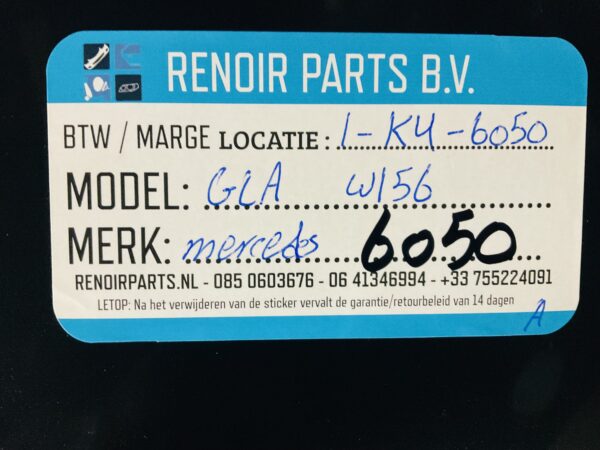 RENOIR PARTS B.V.
BTW / MARGE LOCATIE : 1-K4-6050
MODEL: GLA W156
MERK: mercedes 6050
RENOIRPARTS.NL - 085 0603676 - 06 41346994 - +33 755224091
LETOP: Na het verwijderen van de sticker vervalt de garantie/retourbeleid van 14 dagen
A